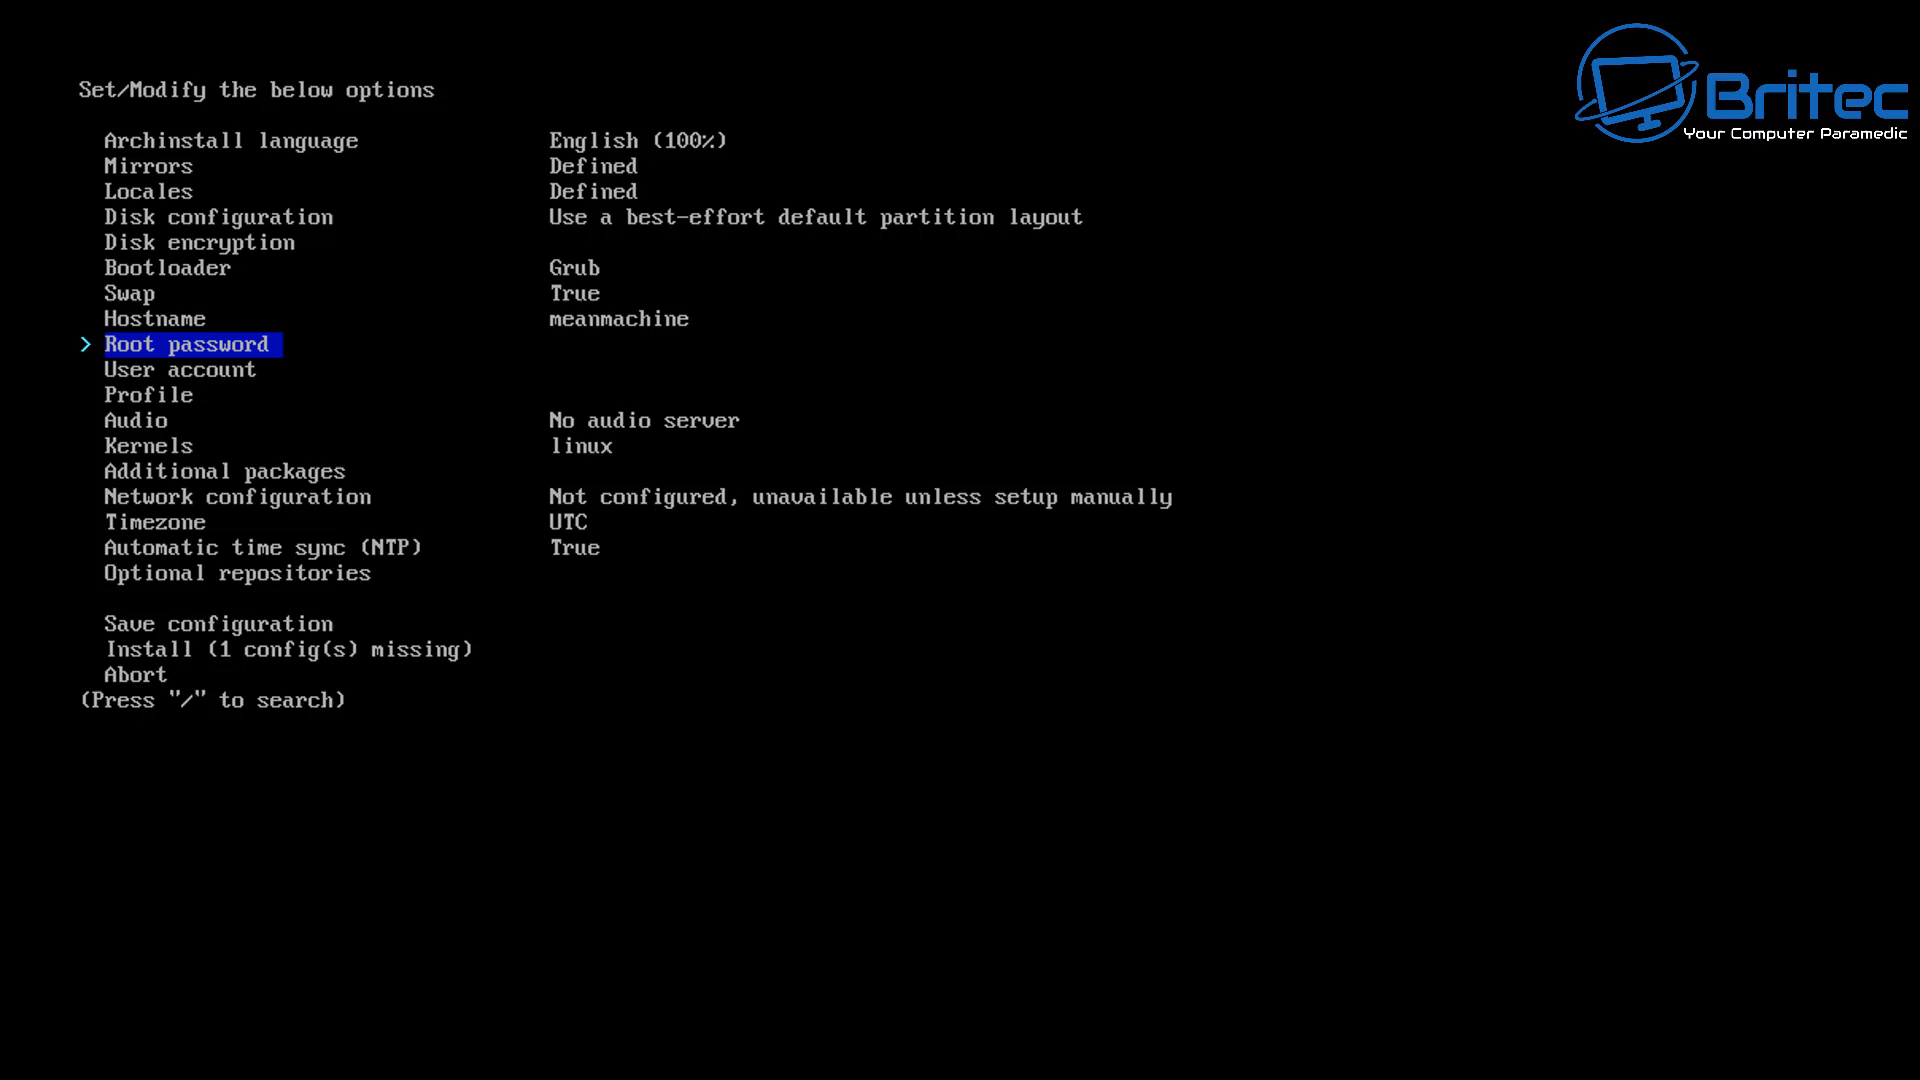 Set/Modify the below options
Archinstall language English (100%)
Mirrors Defined
Locales Defined
Disk configuration Use a best-effort default partition layout
Disk encryption
Bootloader Grub
Swap True
Hostname meanmachine
> Root password
User account
Profile
Audio No audio server
Kernels linux
Additional packages
Network configuration Not configured, unavailable unless setup manually
Timezone UTC
Automatic time sync (NTP) True
Optional repositories
Save configuration
Install (1 config(s) missing)
Abort
(Press "/" to search)
Britec
Your Computer Paramedic